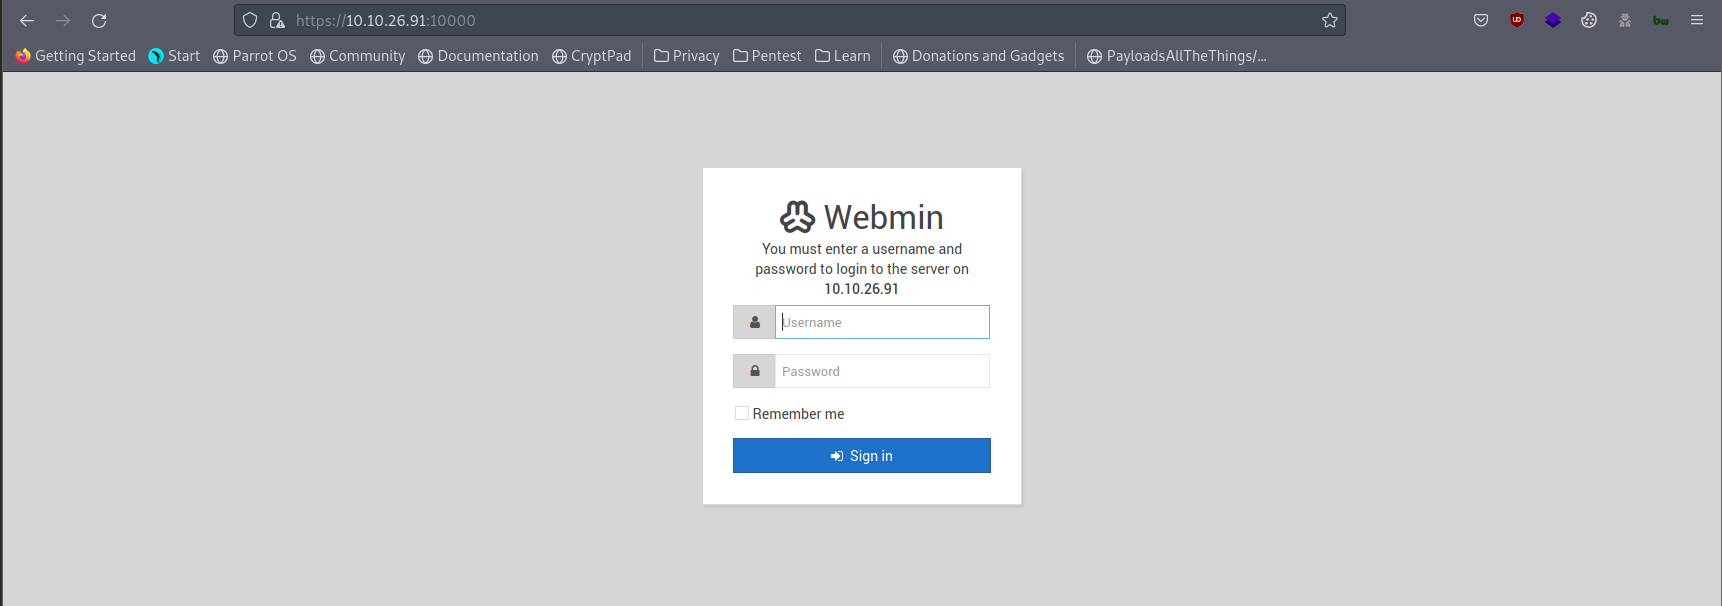 https://10.10.26.91:10000
Getting Started Start Parrot OS Community Documentation CryptPad Privacy Pentest Learn Donations and Gadgets PayloadsAllTheThings/...
Webmin
You must enter a username and
password to login to the server on
10.10.26.91
Username
Password
Remember me
Sign in